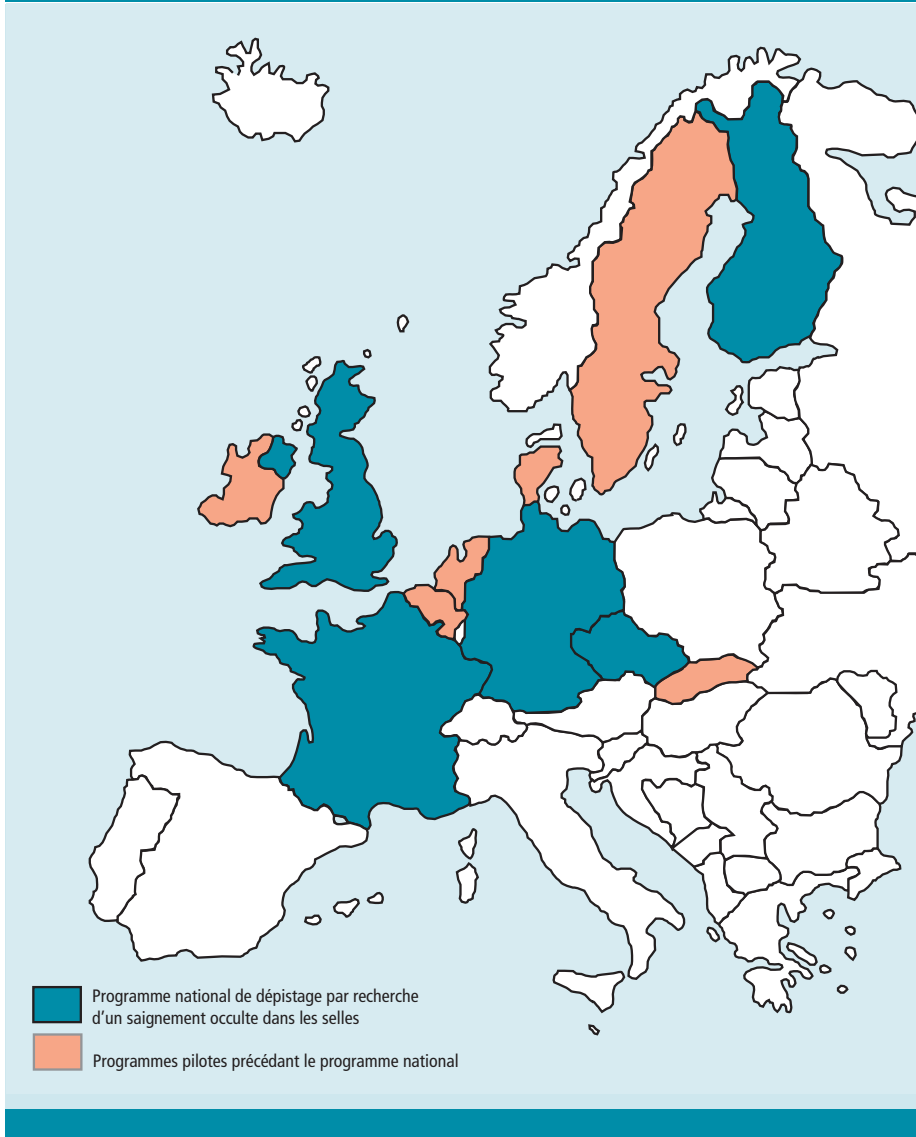 Programme national de dépistage par recherche
d'un saignement occulte dans les selles
Programmes pilotes précédant le programme national